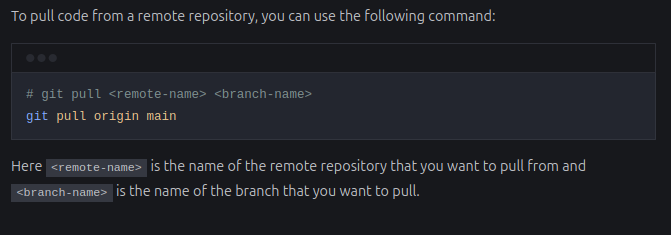 To pull code from a remote repository, you can use the following command:
# git pull <remote-name> <branch-name>
git pull origin main
Here <remote-name> is the name of the remote repository that you want to pull from and
<branch-name> is the name of the branch that you want to pull.